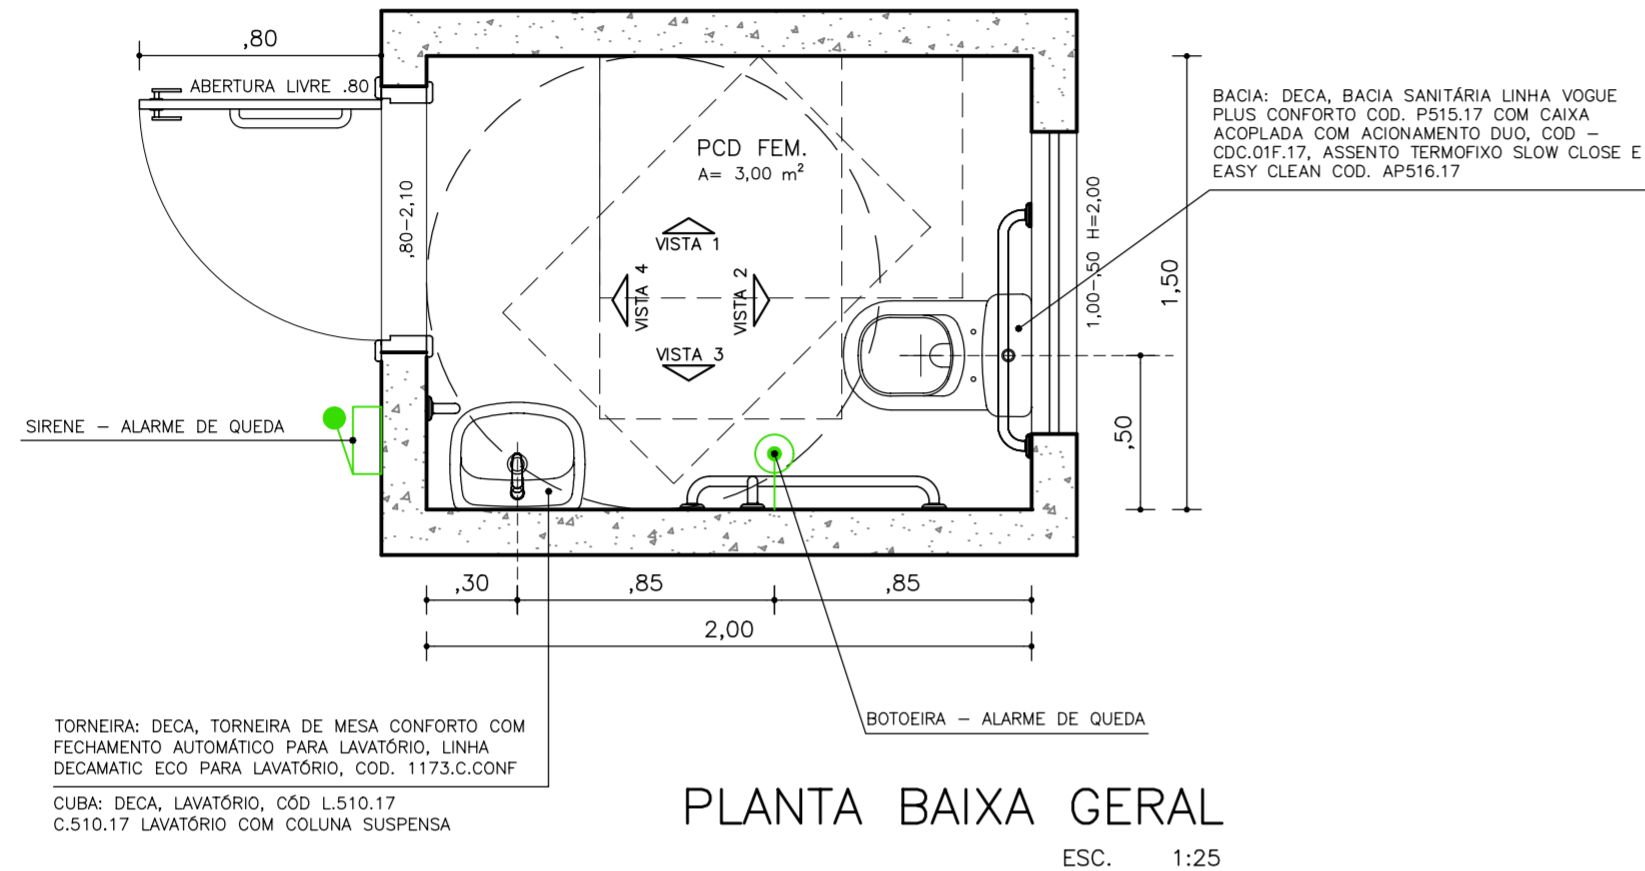 ,80
ABERTURA LIVRE .80
BACIA: DECA, BACIA SANITÁRIA LINHA VOGUE
PLUS CONFORTO COD. P515.17 COM CAIXA
ACOPLADA COM ACIONAMENTO DUO, COD –
CDC.01F.17, ASSENTO TERMOFIXO SLOW CLOSE E
EASY CLEAN COD. AP516.17
PCD FEM.
A= 3,00 m²
,80–2,10
VISTA 1
VISTA 4
VISTA 2
VISTA 3
1,00–,50 H=2,00
1,50
,50
SIRENE – ALARME DE QUEDA
,30
,85
,85
2,00
BOTOEIRA – ALARME DE QUEDA
TORNEIRA: DECA, TORNEIRA DE MESA CONFORTO COM
FECHAMENTO AUTOMÁTICO PARA LAVATÓRIO, LINHA
DECAMATIC ECO PARA LAVATÓRIO, COD. 1173.C.CONF
CUBA: DECA, LAVATÓRIO, CÓD L.510.17
C.510.17 LAVATÓRIO COM COLUNA SUSPENSA
PLANTA BAIXA GERAL
ESC. 1:25